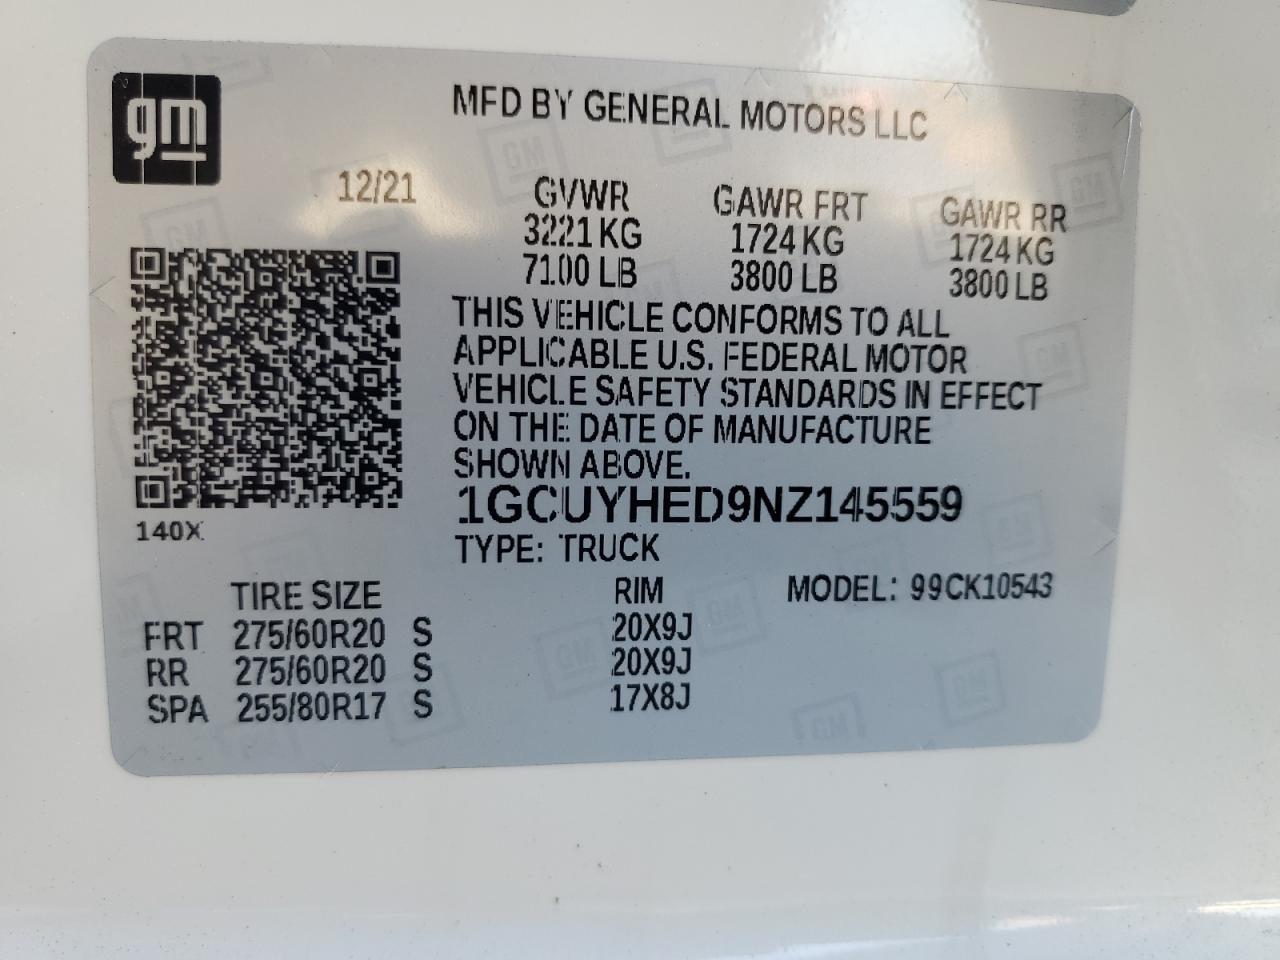 gm
MFD BY GENERAL MOTORS LLC
12/21 GVWR GAWR FRT GAWR RR
3221 KG 1724 KG 1724 KG
7100 LB 3800 LB 3800 LB
THIS VEHICLE CONFORMS TO ALL
APPLICABLE U.S. FEDERAL MOTOR
VEHICLE SAFETY STANDARDS IN EFFECT
ON THE DATE OF MANUFACTURE
SHOWN ABOVE.
1GCUYHED9NZ145559
140X
TYPE: TRUCK
TIRE SIZE RIM MODEL: 99CK10543
FRT 275/60R20 S 20X9J
RR 275/60R20 S 20X9J
SPA 255/80R17 S 17X8J